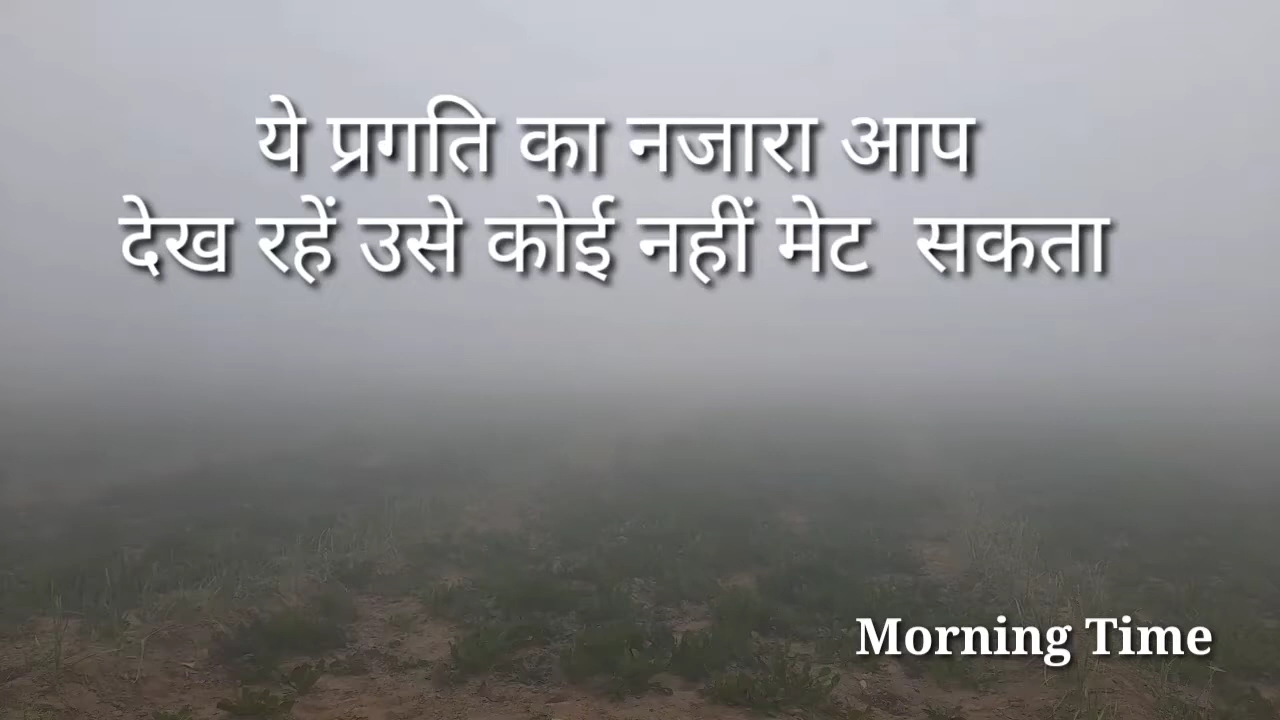 ये प्रगति का नजारा आप
देख रहें उसे कोई नहीं मेट  सकता
Morning Time